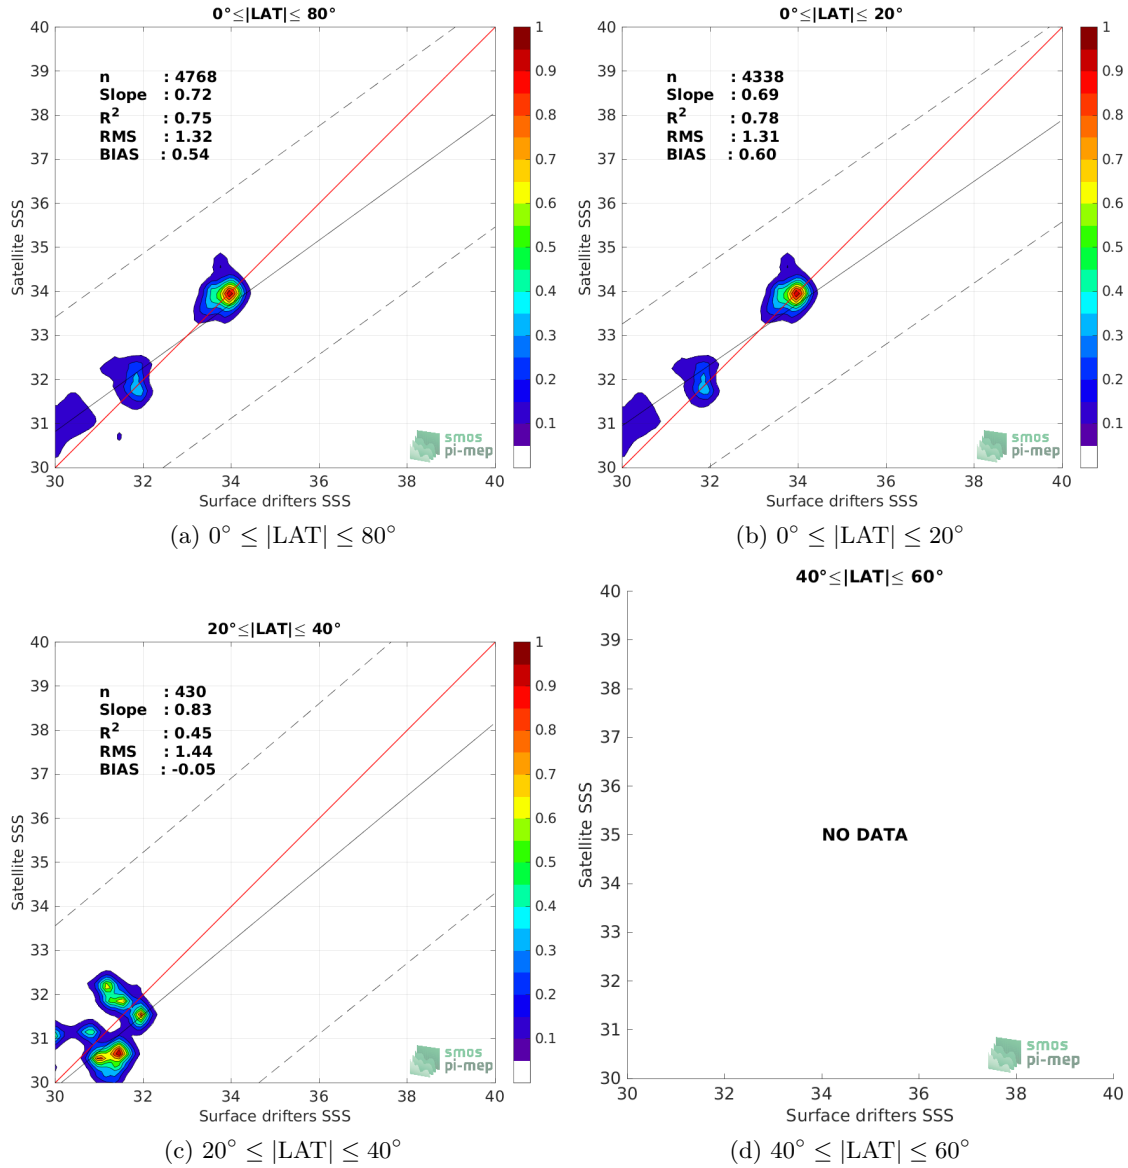 0°≤|LAT|≤ 80°
n : 4768
Slope : 0.72
R² : 0.75
RMS : 1.32
BIAS : 0.54
Satellite SSS
40
39
38
37
36
35
34
33
32
31
30
30 32 34 36 38 40
Surface drifters SSS
1
0.9
0.8
0.7
0.6
0.5
0.4
0.3
0.2
0.1
smos
pi-mep
(a) 0° ≤ |LAT| ≤ 80°
0°≤|LAT|≤ 20°
n : 4338
Slope : 0.69
R² : 0.78
RMS : 1.31
BIAS : 0.60
Satellite SSS
40
39
38
37
36
35
34
33
32
31
30
30 32 34 36 38 40
Surface drifters SSS
1
0.9
0.8
0.7
0.6
0.5
0.4
0.3
0.2
0.1
smos
pi-mep
(b) 0° ≤ |LAT| ≤ 20°
20°≤|LAT|≤ 40°
n : 430
Slope : 0.83
R² : 0.45
RMS : 1.44
BIAS : -0.05
Satellite SSS
40
39
38
37
36
35
34
33
32
31
30
30 32 34 36 38 40
Surface drifters SSS
1
0.9
0.8
0.7
0.6
0.5
0.4
0.3
0.2
0.1
smos
pi-mep
(c) 20° ≤ |LAT| ≤ 40°
40°≤|LAT|≤ 60°
NO DATA
Satellite SSS
40
39
38
37
36
35
34
33
32
31
30
30 32 34 36 38 40
Surface drifters SSS
smos
pi-mep
(d) 40° ≤ |LAT| ≤ 60°